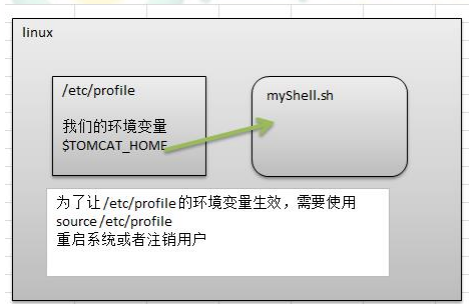 linux
/etc/profile
我们的环境变量
$TOMCAT_HOME
myShell.sh
为了让/etc/profile的环境变量生效，需要使用
source /etc/profile
重启系统或者注销用户